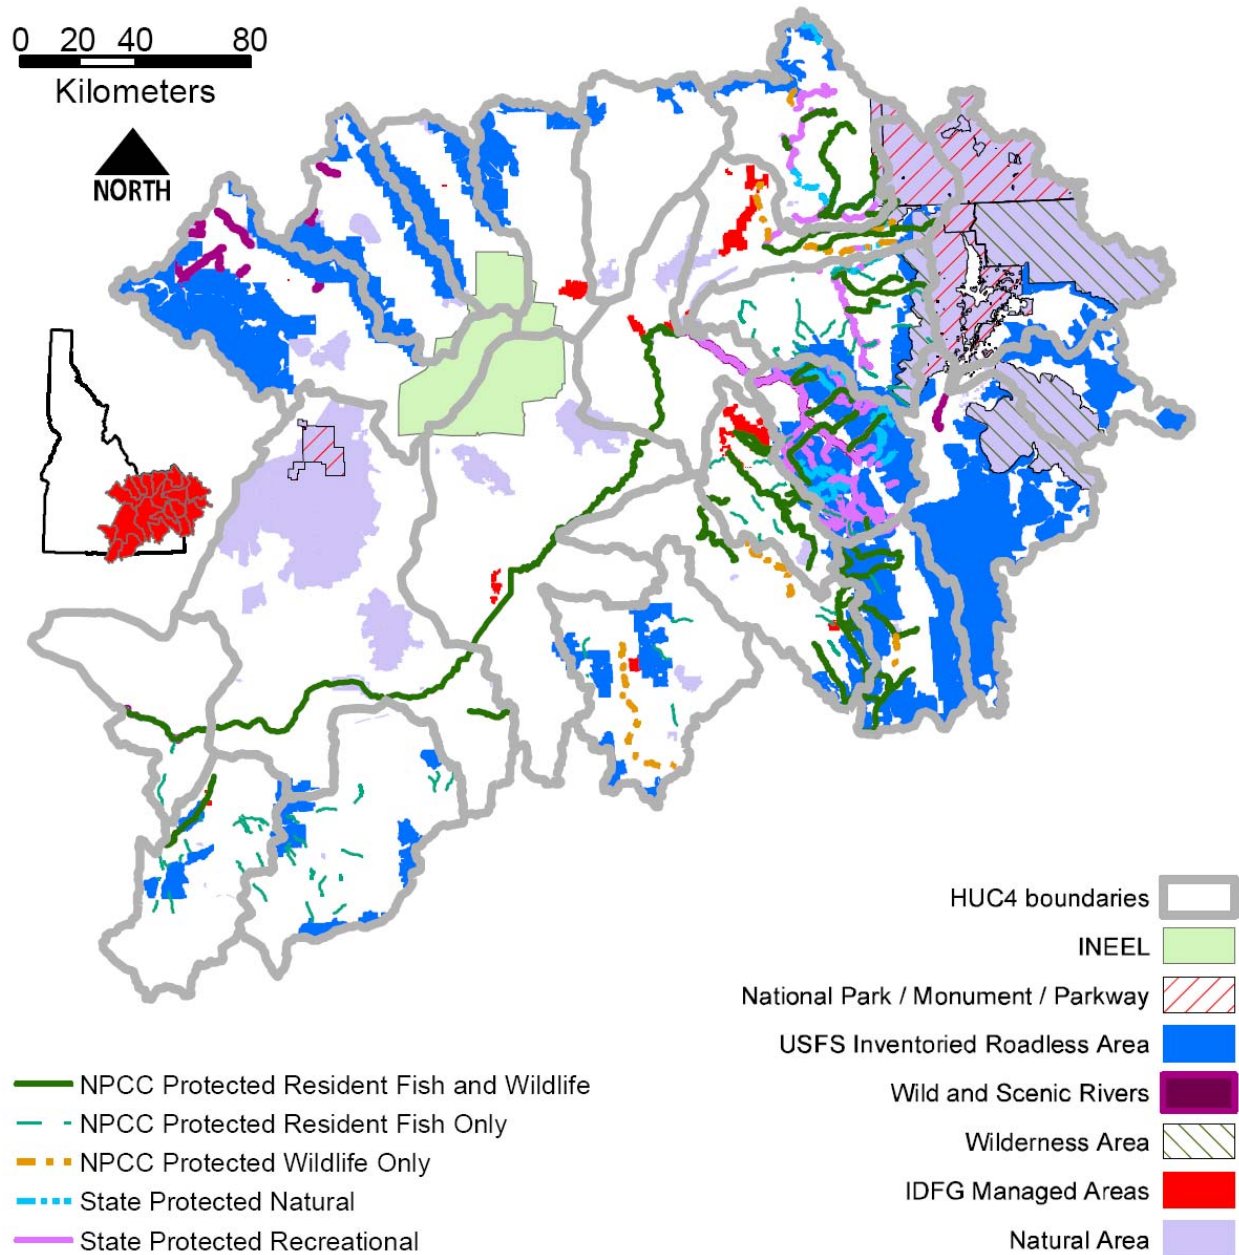 0 20 40 80
Kilometers
NORTH
HUC4 boundaries
INEEL
National Park / Monument / Parkway
USFS Inventoried Roadless Area
Wild and Scenic Rivers
Wilderness Area
IDFG Managed Areas
Natural Area
NPCC Protected Resident Fish and Wildlife
NPCC Protected Resident Fish Only
NPCC Protected Wildlife Only
State Protected Natural
State Protected Recreational